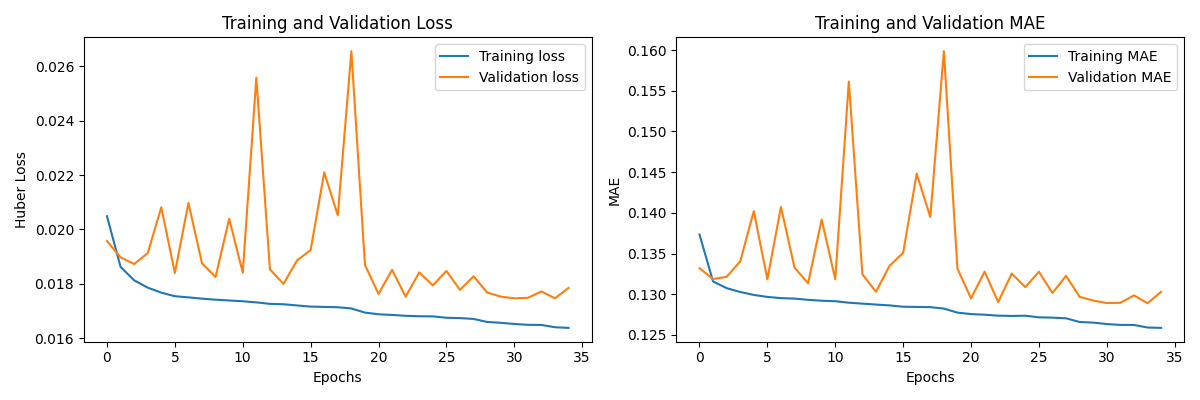 Training and Validation Loss
Training loss
Validation loss
0.026
0.024
0.022
0.020
0.018
0.016
Huber Loss
0 5 10 15 20 25 30 35
Epochs
Training and Validation MAE
Training MAE
Validation MAE
0.160
0.155
0.150
0.145
0.140
0.135
0.130
0.125
MAE
0 5 10 15 20 25 30 35
Epochs